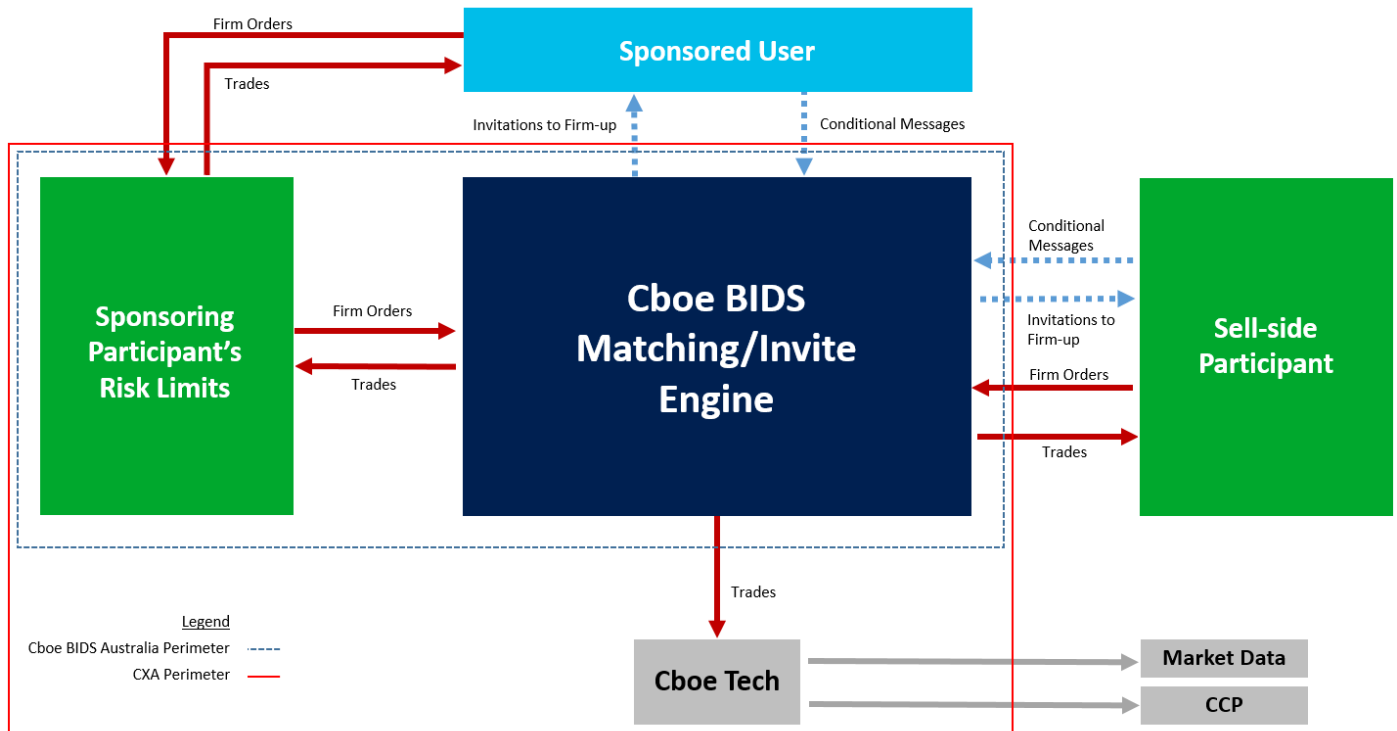 Firm Orders
Sponsored User
Trades
Invitations to Firm-up
Conditional Messages
Sponsoring
Participant's
Risk Limits
Firm Orders
Trades
Cboe BIDS
Matching/Invite
Engine
Conditional
Messages
Invitations to
Firm-up
Firm Orders
Trades
Sell-side
Participant
Trades
Legend
Cboe BIDS Australia Perimeter
CXA Perimeter
Cboe Tech
Market Data
CCP